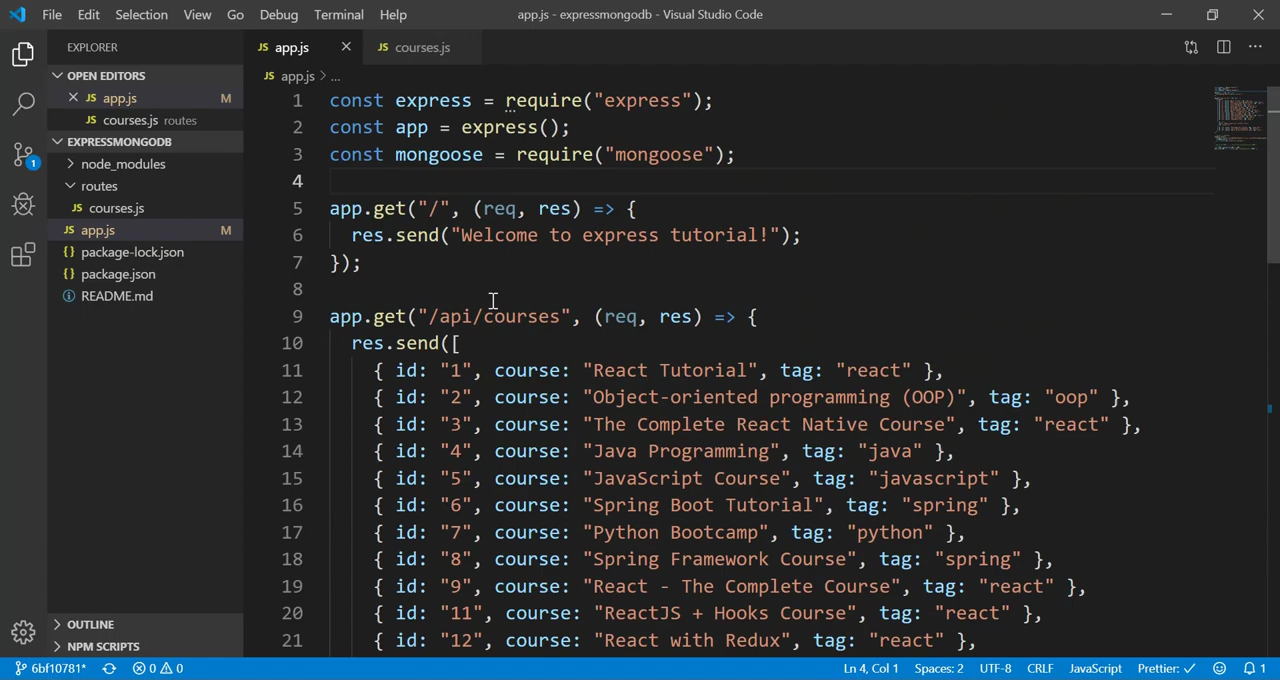 File Edit Selection View Go Debug Terminal Help app.js - expressmongodb - Visual Studio Code
EXPLORER
OPEN EDITORS
JS app.js M
JS courses.js routes
EXPRESSMONGODB
node_modules
routes
JS courses.js
JS app.js M
{} package-lock.json
{} package.json
README.md
OUTLINE
NPM SCRIPTS
1
JS app.js JS courses.js
JS app.js > ...
1 const express = require("express");
2 const app = express();
3 const mongoose = require("mongoose");
4
5 app.get("/", (req, res) => {
6 res.send("Welcome to express tutorial!");
7 });
8
9 app.get("/api/courses", (req, res) => {
10 res.send([
11 { id: "1", course: "React Tutorial", tag: "react" },
12 { id: "2", course: "Object-oriented programming (OOP)", tag: "oop" },
13 { id: "3", course: "The Complete React Native Course", tag: "react" },
14 { id: "4", course: "Java Programming", tag: "java" },
15 { id: "5", course: "JavaScript Course", tag: "javascript" },
16 { id: "6", course: "Spring Boot Tutorial", tag: "spring" },
17 { id: "7", course: "Python Bootcamp", tag: "python" },
18 { id: "8", course: "Spring Framework Course", tag: "spring" },
19 { id: "9", course: "React - The Complete Course", tag: "react" },
20 { id: "11", course: "ReactJS + Hooks Course", tag: "react" },
21 { id: "12", course: "React with Redux", tag: "react" },
6bf10781* 0 0 Ln 4, Col 1 Spaces: 2 UTF-8 CRLF JavaScript Prettier: ✓ 1